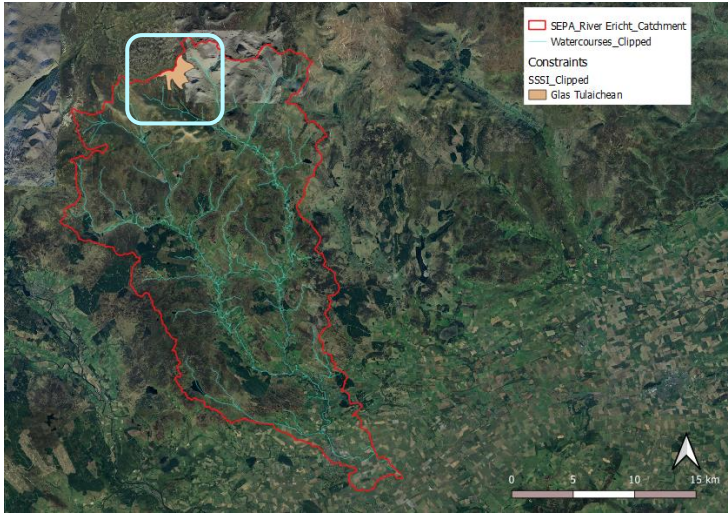 SEPA_River Ericht_Catchment
Watercourses_Clipped
Constraints
SSSI_Clipped
Glas Tulaichean
0 5 10 15 km